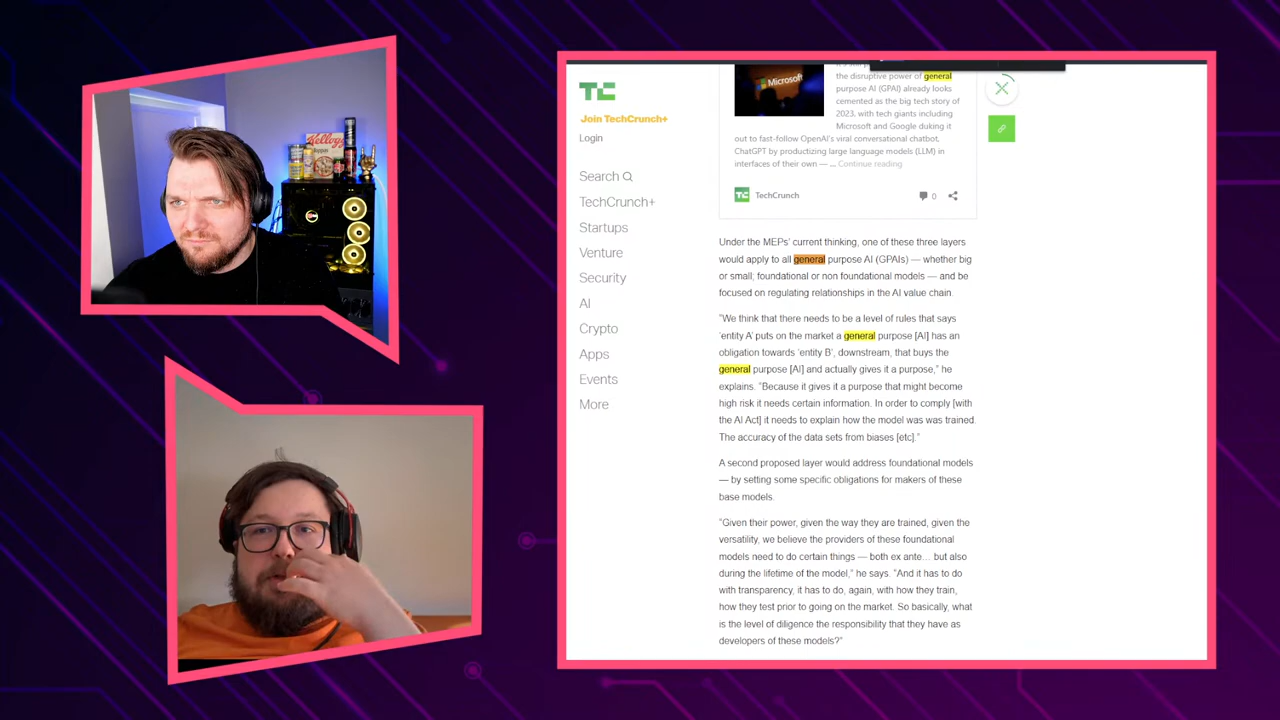 Kellogg's
TC
Join TechCrunch+
Login
Search
TechCrunch+
Startups
Venture
Security
AI
Crypto
Apps
Events
More
Microsoft
the disruptive power of general
purpose AI (GPAI) already looks
cemented as the big tech story of
2023, with tech giants including
Microsoft and Google duking it
out to fast-follow OpenAI's viral conversational chatbot,
ChatGPT by productizing large language models (LLM) in
interfaces of their own — ... Continue reading
TC TechCrunch 0
Under the MEPs' current thinking, one of these three layers
would apply to all general purpose AI (GPAIs) — whether big
or small; foundational or non foundational models — and be
focused on regulating relationships in the AI value chain.
"We think that there needs to be a level of rules that says
'entity A' puts on the market a general purpose [AI] has an
obligation towards 'entity B', downstream, that buys the
general purpose [AI] and actually gives it a purpose," he
explains. "Because it gives it a purpose that might become
high risk it needs certain information. In order to comply [with
the AI Act] it needs to explain how the model was was trained.
The accuracy of the data sets from biases [etc]."
A second proposed layer would address foundational models
— by setting some specific obligations for makers of these
base models.
"Given their power, given the way they are trained, given the
versatility, we believe the providers of these foundational
models need to do certain things — both ex ante… but also
during the lifetime of the model," he says. "And it has to do
with transparency, it has to do, again, with how they train,
how they test prior to going on the market. So basically, what
is the level of diligence the responsibility that they have as
developers of these models?"